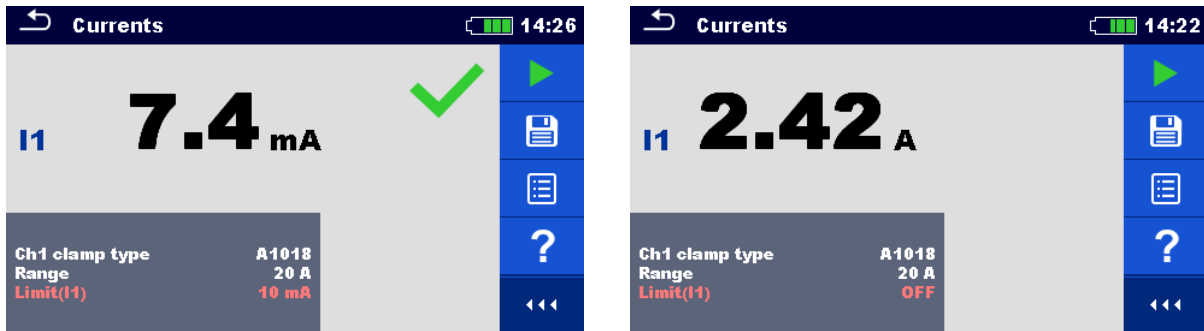 Currents 14:26
I1 7.4 mA
?
Ch1 clamp type A1018
Range 20 A
Limit(I1) 10 mA
Currents 14:22
I1 2.42 A
?
Ch1 clamp type A1018
Range 20 A
Limit(I1) OFF